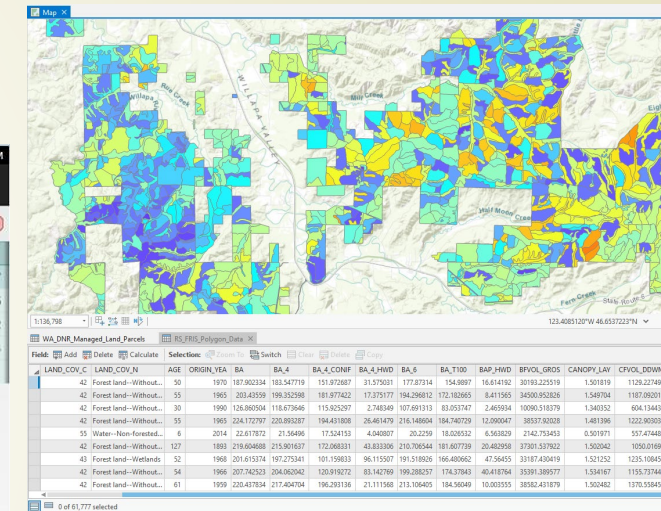 Map
Willapa
Roa Creek
WILLAPA VALLEY
Mill Creek
Half Moon Creek
Fern Creek
State Route 6
1:136,798
123.4085120°W 46.6537223°N
WA_DNR_Managed_Land_Parcels RS_FRIS_Polygon_Data
Field: Add Delete Calculate Selection: Zoom To Switch Clear Delete Copy
LAND_COV_C LAND_COV_N AGE ORIGIN_YEA BA BA_4 BA_4_CONIF BA_4_HWD BA_6 BA_T100 BAP_HWD BFVOL_GROS CANOPY_LAY CFVOL_DDWM
42 Forest land--Without... 50 1970 187.902334 183.547719 151.972687 31.575031 177.87314 154.9897 16.614192 30193.225519 1.501819 1129.22749
42 Forest land--Without... 55 1965 203.43559 199.352598 181.977422 17.375177 194.296812 172.182665 8.411565 34500.952826 1.549704 1187.09201
42 Forest land--Without... 30 1990 126.860504 118.673646 115.925297 2.748349 107.691313 83.053747 2.465934 10090.518379 1.340352 604.13443
42 Forest land--Without... 55 1965 224.172797 220.893287 194.431808 26.461479 216.148604 184.740729 12.090047 38537.92028 1.481396 1222.90303
55 Water--Non-forested... 6 2014 22.617872 21.56496 17.524153 4.040807 20.2259 18.026532 6.563829 2142.753453 0.501971 557.47448
42 Forest land--Without... 127 1893 219.604668 215.901637 172.068331 43.833306 210.706544 181.607739 20.482958 37301.537922 1.502042 1050.0169
43 Forest land--Wetlands 52 1968 201.615374 197.275341 101.159833 96.115507 191.518926 166.480662 47.56455 33187.430419 1.521252 1235.10845
42 Forest land--Without... 54 1966 207.742523 204.062042 120.919272 83.142769 199.288257 174.37843 40.418764 35391.389577 1.534167 1155.73744
42 Forest land--Without... 61 1959 220.437834 217.404704 196.293136 21.111568 213.106405 184.56049 10.003555 38582.431879 1.502482 1370.55845
0 of 61,777 selected